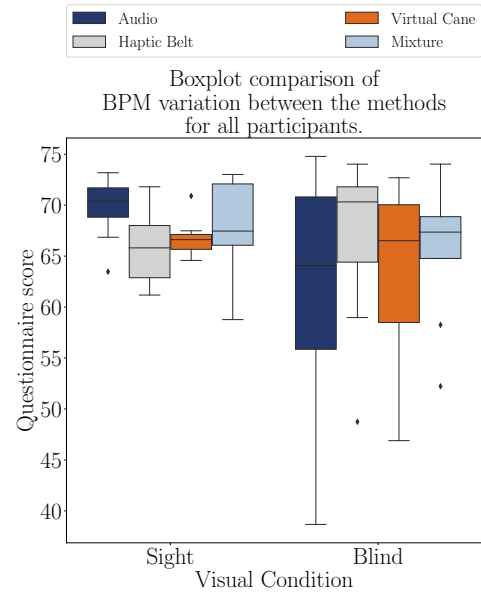 Audio
Haptic Belt
Virtual Cane
Mixture
Boxplot comparison of
BPM variation between the methods
for all participants.
Questionnaire score
75
70
65
60
55
50
45
40
Sight
Blind
Visual Condition